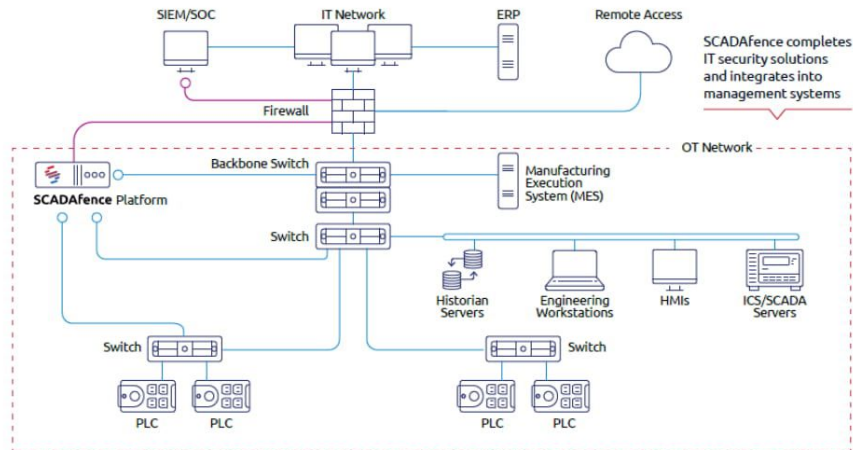 SIEM/SOC
IT Network
ERP
Remote Access
SCADAfence completes
IT security solutions
and integrates into
management systems
Firewall
OT Network
Backbone Switch
Manufacturing
Execution
System (MES)
SCADAfence Platform
Switch
Historian
Servers
Engineering
Workstations
HMIs
ICS/SCADA
Servers
Switch
Switch
PLC
PLC
PLC
PLC